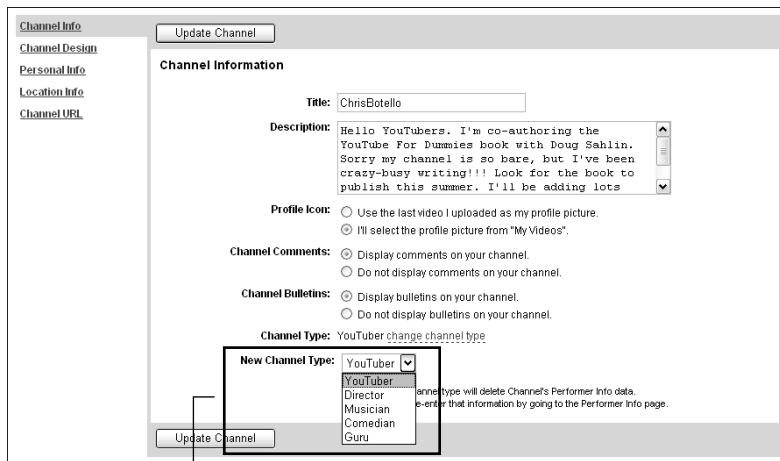 Channel Info
Channel Design
Personal Info
Location Info
Channel URL
Update Channel
Channel Information
Title: ChrisBotello
Description: Hello YouTubers. I'm co-authoring the
YouTube For Dummies book with Doug Sahlin.
Sorry my channel is so bare, but I've been
crazy-busy writing!!! Look for the book to
publish this summer. I'll be adding lots
Profile Icon: Use the last video I uploaded as my profile picture.
I'll select the profile picture from "My Videos".
Channel Comments: Display comments on your channel.
Do not display comments on your channel.
Channel Bulletins: Display bulletins on your channel.
Do not display bulletins on your channel.
Channel Type: YouTuber change channel type
New Channel Type: YouTuber
YouTuber
Director
Musician
Comedian
Guru
type will delete Channel's Performer Info data.
that information by going to the Performer Info page.
Update Channel